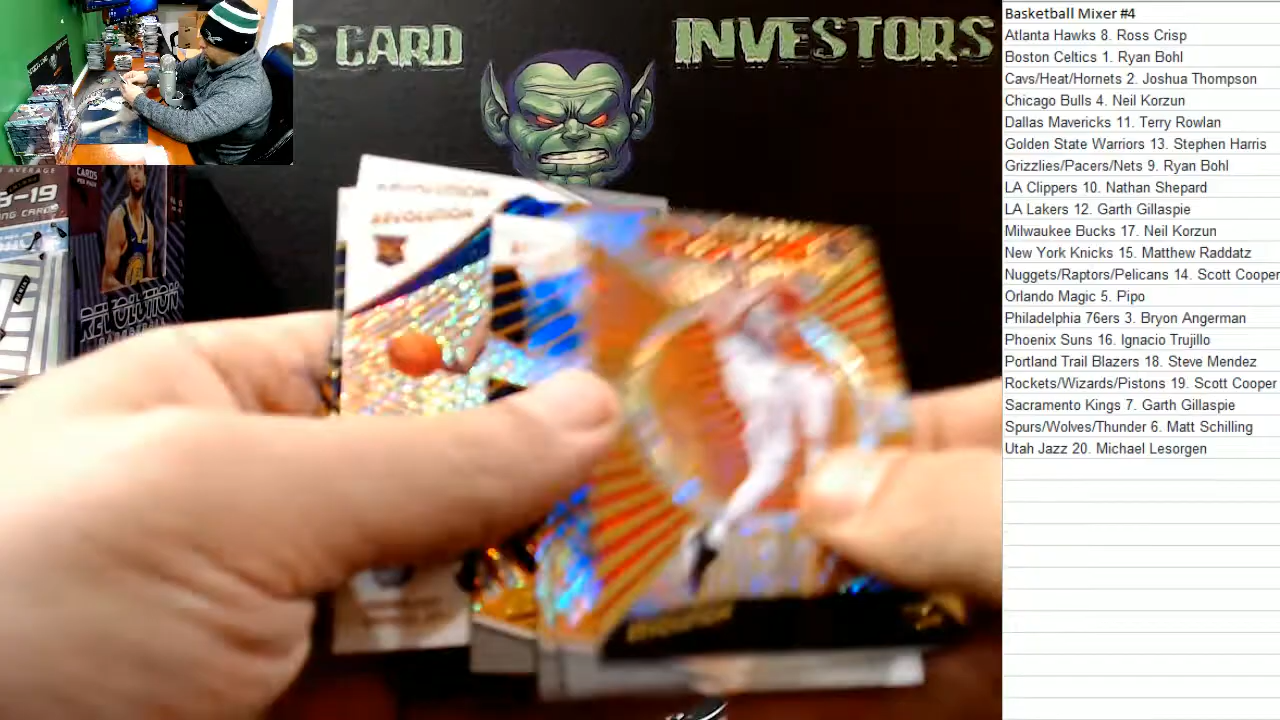 S CARD INVESTORS
8-19
CARDS
REVOLUTION
REVOLUTION
REVOLUTION
Basketball Mixer #4
Atlanta Hawks 8. Ross Crisp
Boston Celtics 1. Ryan Bohl
Cavs/Heat/Hornets 2. Joshua Thompson
Chicago Bulls 4. Neil Korzun
Dallas Mavericks 11. Terry Rowlan
Golden State Warriors 13. Stephen Harris
Grizzlies/Pacers/Nets 9. Ryan Bohl
LA Clippers 10. Nathan Shepard
LA Lakers 12. Garth Gillaspie
Milwaukee Bucks 17. Neil Korzun
New York Knicks 15. Matthew Raddatz
Nuggets/Raptors/Pelicans 14. Scott Cooper
Orlando Magic 5. Pipo
Philadelphia 76ers 3. Bryon Angerman
Phoenix Suns 16. Ignacio Trujillo
Portland Trail Blazers 18. Steve Mendez
Rockets/Wizards/Pistons 19. Scott Cooper
Sacramento Kings 7. Garth Gillaspie
Spurs/Wolves/Thunder 6. Matt Schilling
Utah Jazz 20. Michael Lesorgen